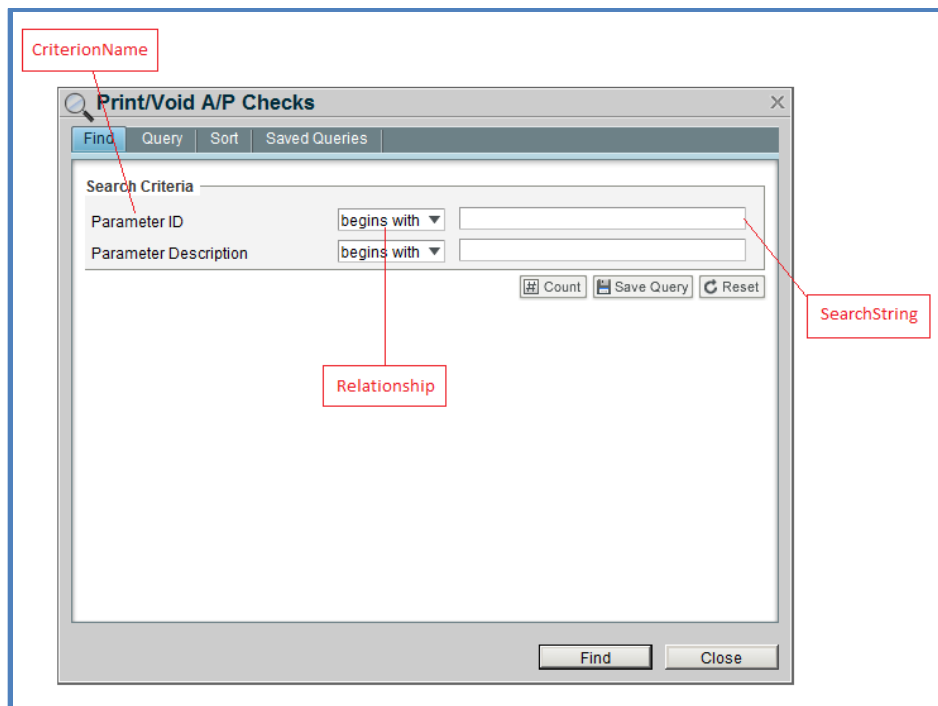 CriterionName
Print/Void A/P Checks
Find Query Sort Saved Queries
Search Criteria
Parameter ID begins with
Parameter Description begins with
# Count Save Query Reset
SearchString
Relationship
Find Close